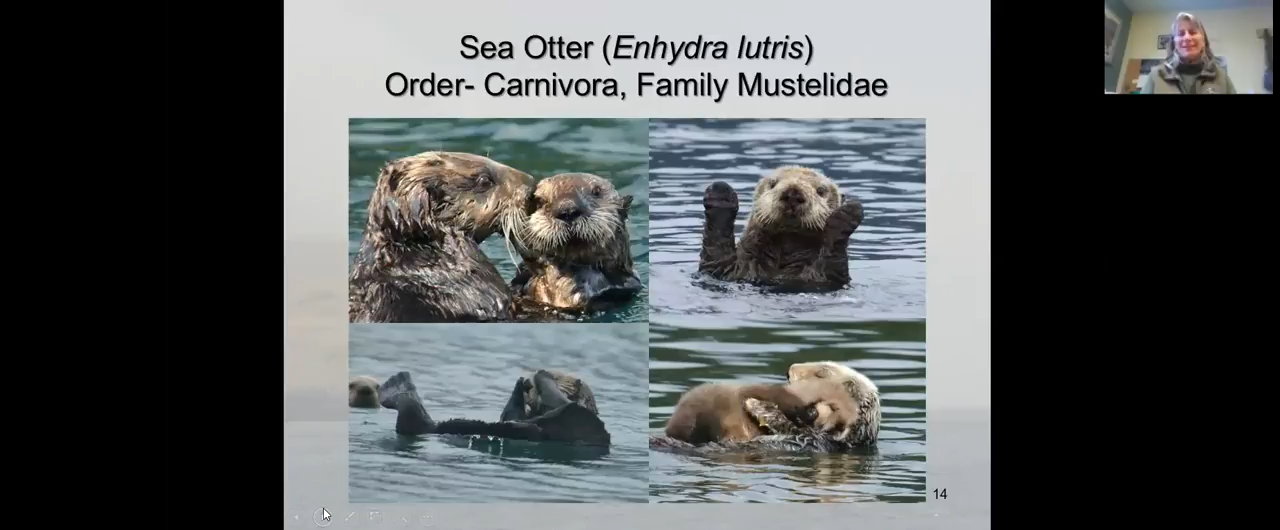 Sea Otter (Enhydra lutris)
Order- Carnivora, Family Mustelidae
14